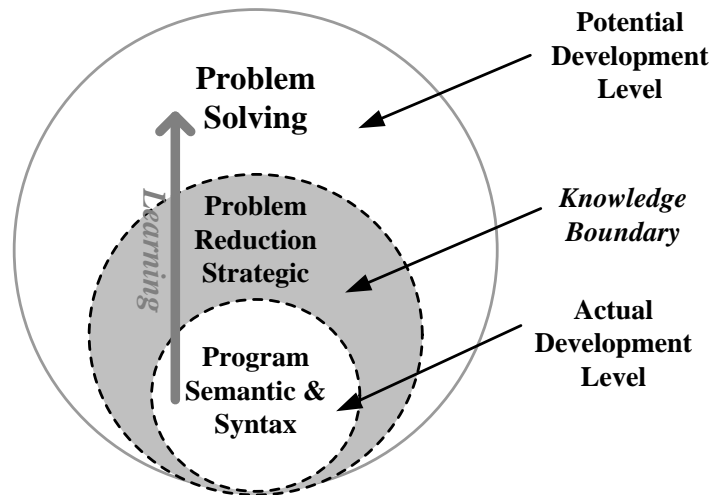 Problem
Solving
Potential
Development
Level
Learning
Problem
Reduction
Strategic
Knowledge
Boundary
Program
Semantic &
Syntax
Actual
Development
Level